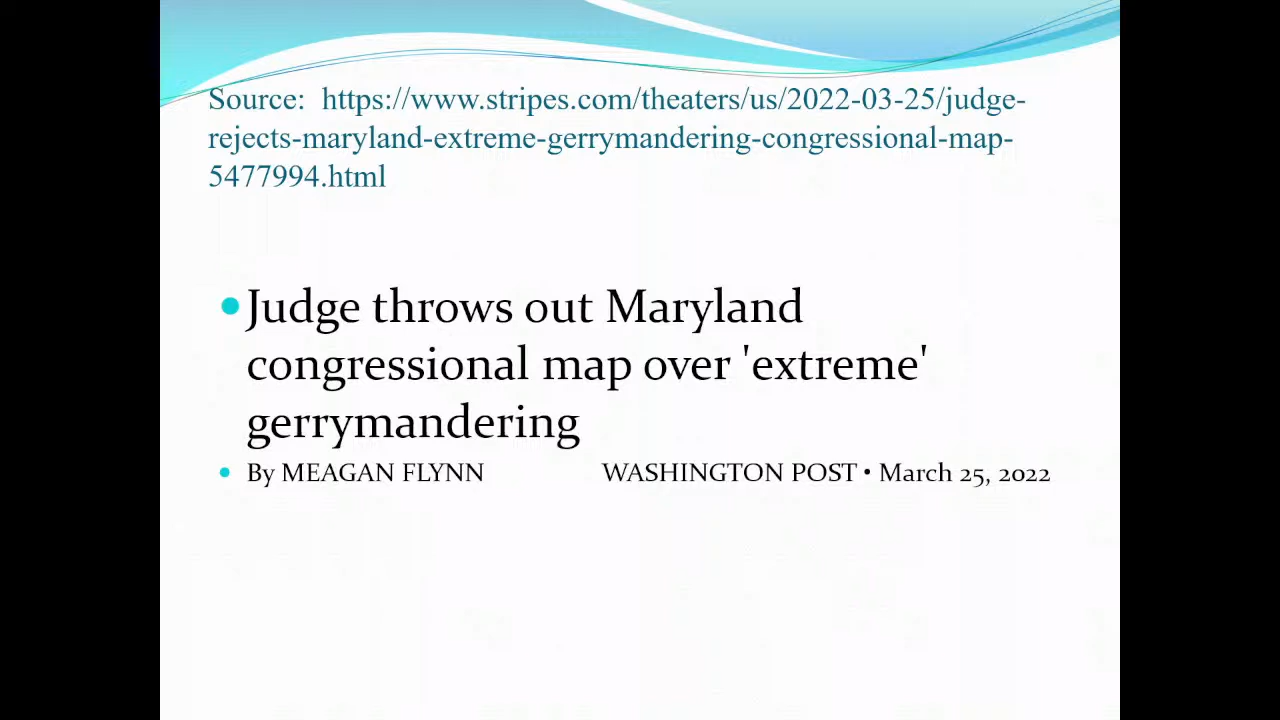 Source:  https://www.stripes.com/theaters/us/2022-03-25/judge-
rejects-maryland-extreme-gerrymandering-congressional-map-
5477994.html
• Judge throws out Maryland
congressional map over 'extreme'
gerrymandering
• By MEAGAN FLYNN WASHINGTON POST • March 25, 2022